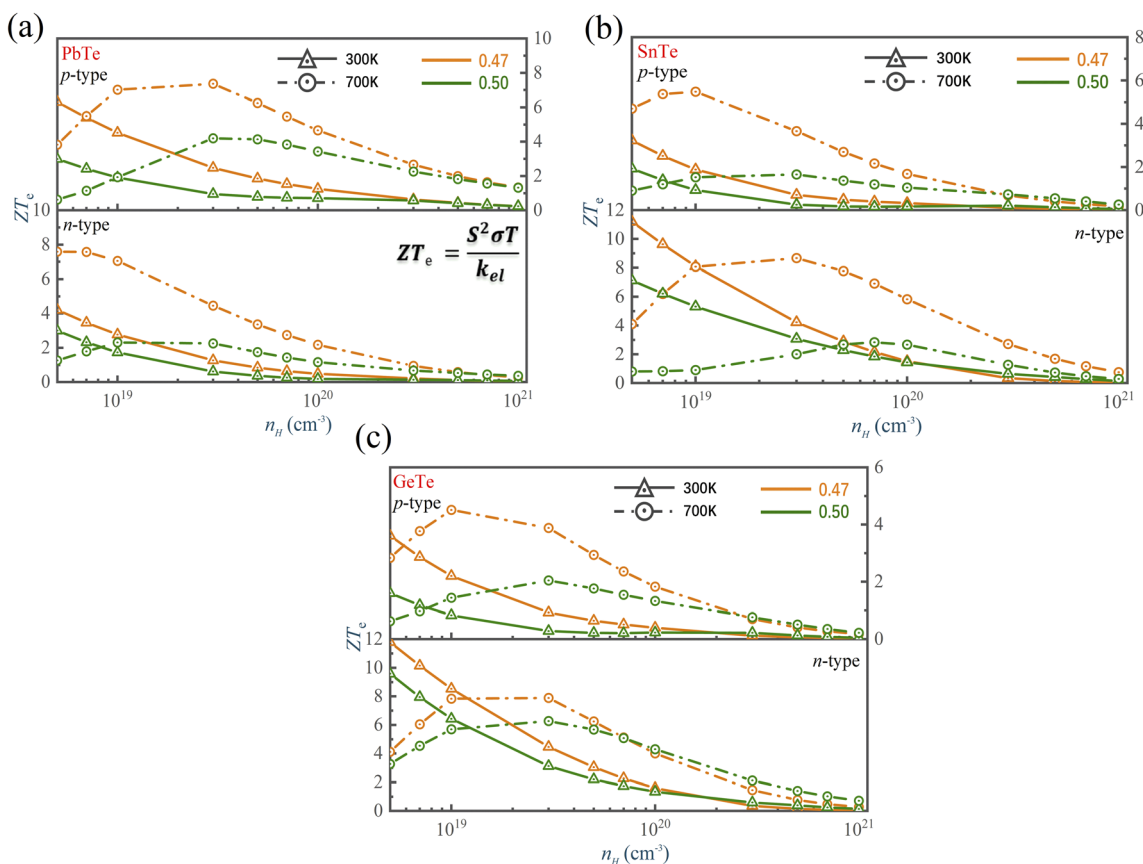 (a)
PbTe
p-type
300K
700K
0.47
0.50
10
8
6
4
2
0
ZTₑ
10
8
6
4
2
0
n-type
ZTₑ = S²σT / kₑₗ
10¹⁹
10²⁰
10²¹
n_H (cm⁻³)
(b)
SnTe
p-type
300K
700K
0.47
0.50
8
6
4
2
0
ZTₑ
12
10
8
6
4
2
0
n-type
10¹⁹
10²⁰
10²¹
n_H (cm⁻³)
(c)
GeTe
p-type
300K
700K
0.47
0.50
6
4
2
0
ZTₑ
12
10
8
6
4
2
0
n-type
10¹⁹
10²⁰
10²¹
n_H (cm⁻³)